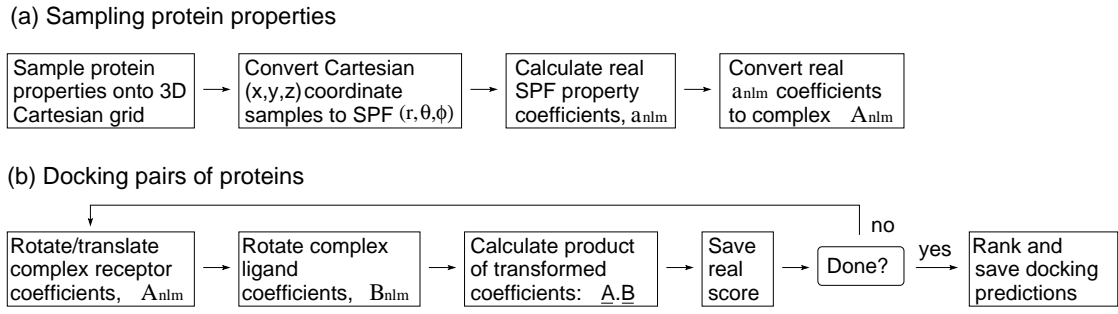 (a) Sampling protein properties
Sample protein
properties onto 3D
Cartesian grid
Convert Cartesian
(x,y,z) coordinate
samples to SPF (r,θ,ϕ)
Calculate real
SPF property
coefficients, anlm
Convert real
anlm coefficients
to complex Anlm
(b) Docking pairs of proteins
Rotate/translate
complex receptor
coefficients, Anlm
Rotate complex
ligand
coefficients, Bnlm
Calculate product
of transformed
coefficients: A.B
Save
real
score
Done?
no
yes
Rank and
save docking
predictions